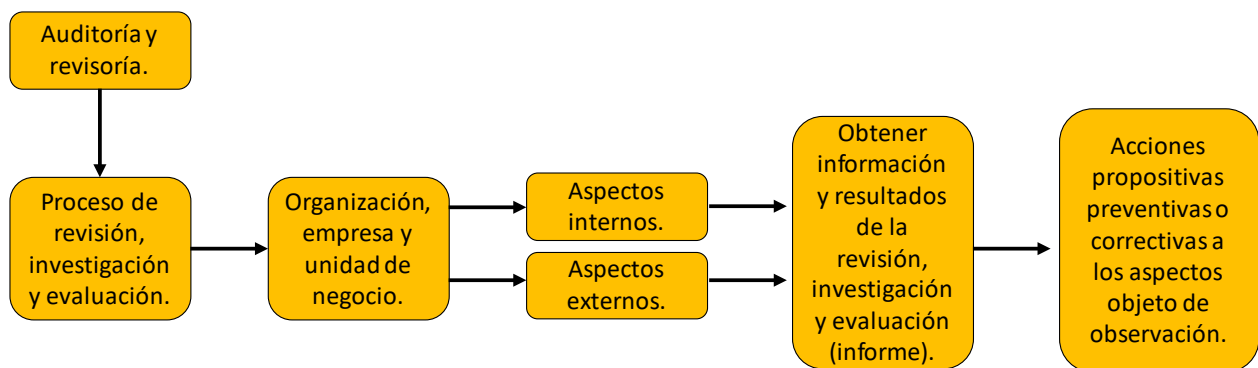 Auditoría y
revisoría.
Proceso de
revisión,
investigación
y evaluación.
Organización,
empresa y
unidad de
negocio.
Aspectos
internos.
Aspectos
externos.
Obtener
información
y resultados
de la
revisión,
investigación
y evaluación
(informe).
Acciones
propositivas
preventivas o
correctivas a
los aspectos
objeto de
observación.